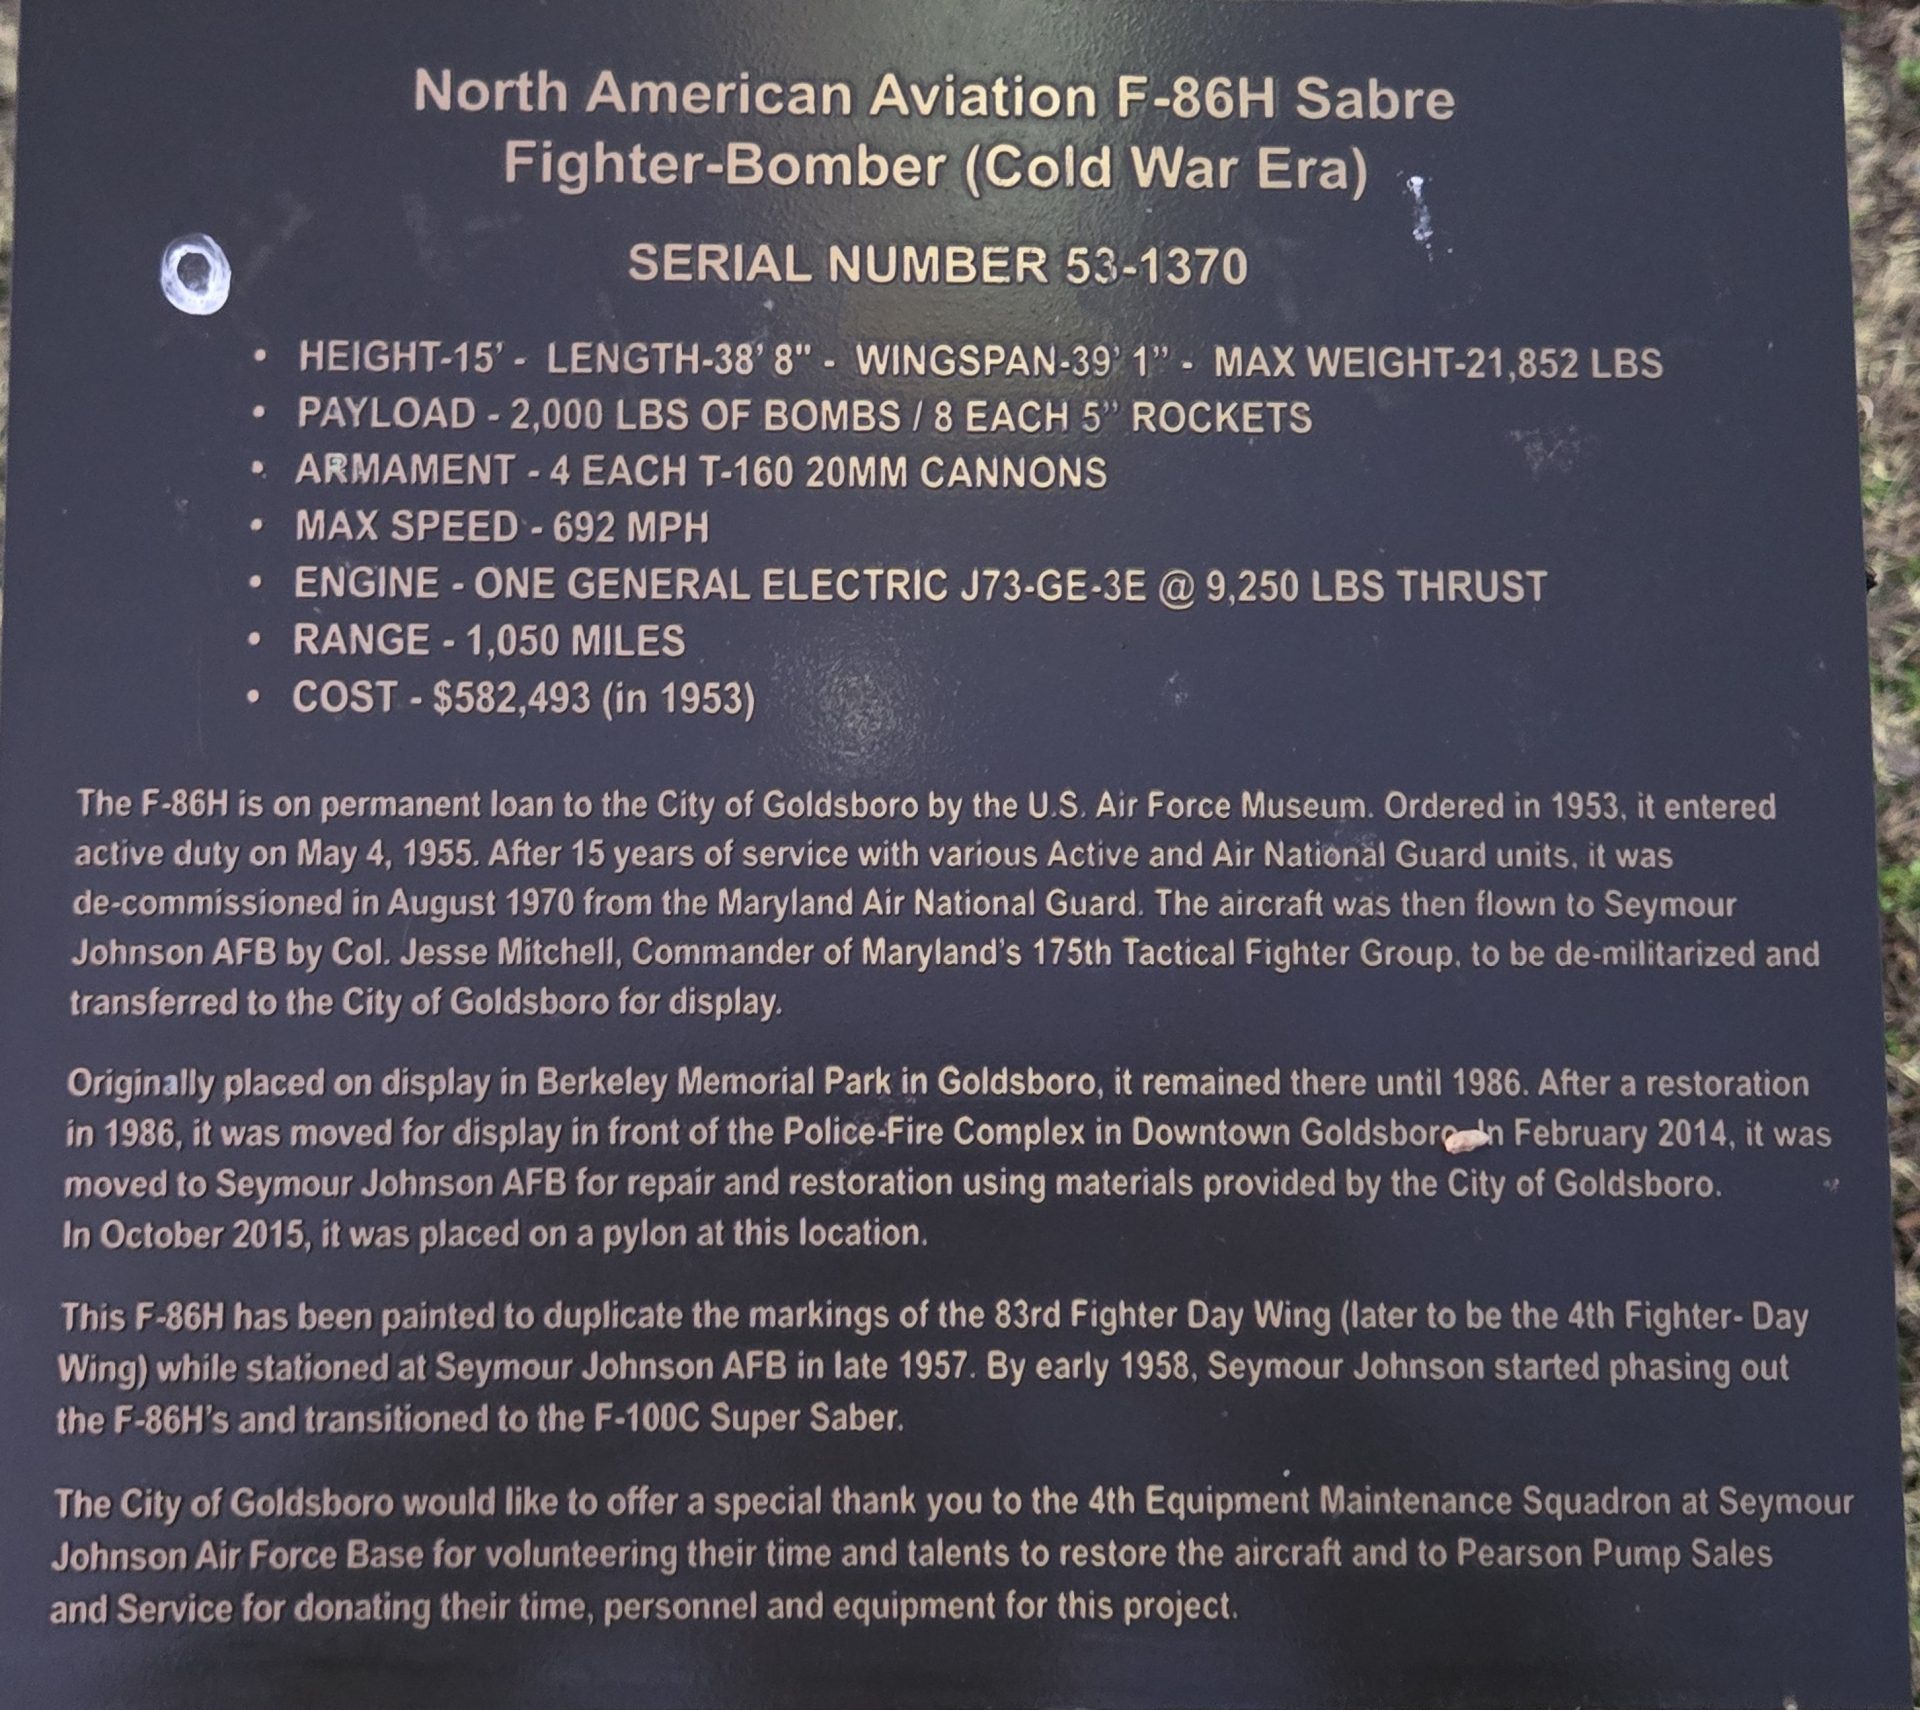 North American Aviation F-86H Sabre
Fighter-Bomber (Cold War Era)
SERIAL NUMBER 53-1370
• HEIGHT-15' - LENGTH-38' 8" - WINGSPAN-39' 1" - MAX WEIGHT-21,852 LBS
• PAYLOAD - 2,000 LBS OF BOMBS / 8 EACH 5" ROCKETS
• ARMAMENT - 4 EACH T-160 20MM CANNONS
• MAX SPEED - 692 MPH
• ENGINE - ONE GENERAL ELECTRIC J73-GE-3E @ 9,250 LBS THRUST
• RANGE - 1,050 MILES
• COST - $582,493 (in 1953)
The F-86H is on permanent loan to the City of Goldsboro by the U.S. Air Force Museum. Ordered in 1953, it entered
active duty on May 4, 1955. After 15 years of service with various Active and Air National Guard units, it was
de-commissioned in August 1970 from the Maryland Air National Guard. The aircraft was then flown to Seymour
Johnson AFB by Col. Jesse Mitchell, Commander of Maryland's 175th Tactical Fighter Group, to be de-militarized and
transferred to the City of Goldsboro for display.
Originally placed on display in Berkeley Memorial Park in Goldsboro, it remained there until 1986. After a restoration
in 1986, it was moved for display in front of the Police-Fire Complex in Downtown Goldsboro. In February 2014, it was
moved to Seymour Johnson AFB for repair and restoration using materials provided by the City of Goldsboro.
In October 2015, it was placed on a pylon at this location.
This F-86H has been painted to duplicate the markings of the 83rd Fighter Day Wing (later to be the 4th Fighter- Day
Wing) while stationed at Seymour Johnson AFB in late 1957. By early 1958, Seymour Johnson started phasing out
the F-86H's and transitioned to the F-100C Super Saber.
The City of Goldsboro would like to offer a special thank you to the 4th Equipment Maintenance Squadron at Seymour
Johnson Air Force Base for volunteering their time and talents to restore the aircraft and to Pearson Pump Sales
and Service for donating their time, personnel and equipment for this project.